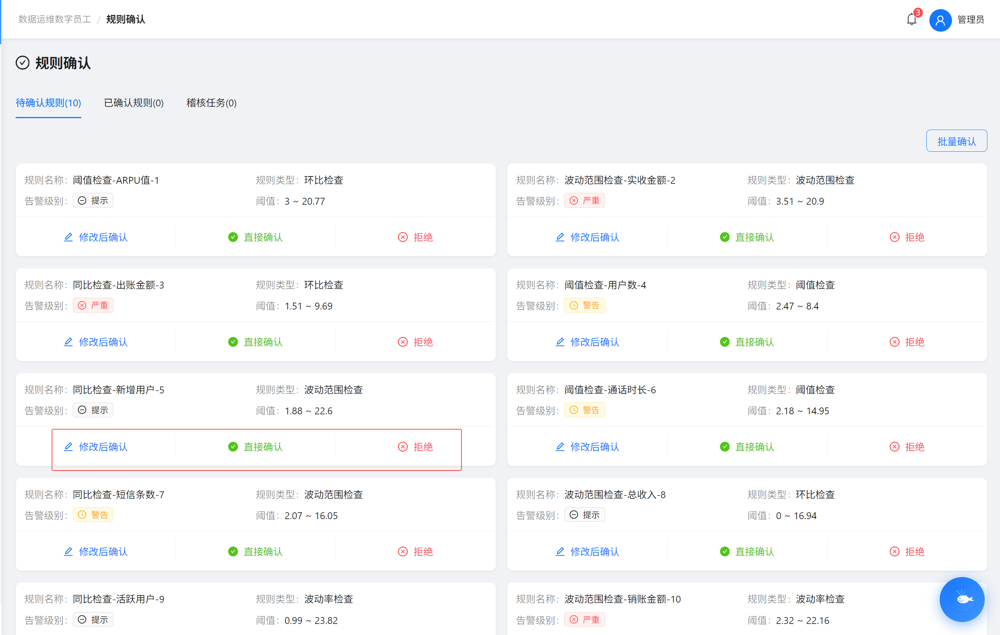 数据运维数字员工 / 规则确认
3
管理员
规则确认
待确认规则(10) 已确认规则(0) 稽核任务(0)
批量确认
规则名称: 阈值检查-ARPU值-1 规则类型: 环比检查
告警级别: 提示 阈值: 3 ~ 20.77
修改后确认 直接确认 拒绝
规则名称: 波动范围检查-实收金额-2 规则类型: 波动范围检查
告警级别: 严重 阈值: 3.51 ~ 20.9
修改后确认 直接确认 拒绝
规则名称: 同比检查-出账金额-3 规则类型: 环比检查
告警级别: 严重 阈值: 1.51 ~ 9.69
修改后确认 直接确认 拒绝
规则名称: 阈值检查-用户数-4 规则类型: 阈值检查
告警级别: 警告 阈值: 2.47 ~ 8.4
修改后确认 直接确认 拒绝
规则名称: 同比检查-新增用户-5 规则类型: 波动范围检查
告警级别: 提示 阈值: 1.88 ~ 22.6
修改后确认 直接确认 拒绝
规则名称: 阈值检查-通话时长-6 规则类型: 阈值检查
告警级别: 警告 阈值: 2.18 ~ 14.95
修改后确认 直接确认 拒绝
规则名称: 同比检查-短信条数-7 规则类型: 波动范围检查
告警级别: 警告 阈值: 2.07 ~ 16.05
修改后确认 直接确认 拒绝
规则名称: 波动范围检查-总收入-8 规则类型: 环比检查
告警级别: 提示 阈值: 0 ~ 16.94
修改后确认 直接确认 拒绝
规则名称: 同比检查-活跃用户-9 规则类型: 波动率检查
告警级别: 提示 阈值: 0.99 ~ 23.82
规则名称: 波动范围检查-销账金额-10 规则类型: 波动率检查
告警级别: 严重 阈值: 2.32 ~ 22.16